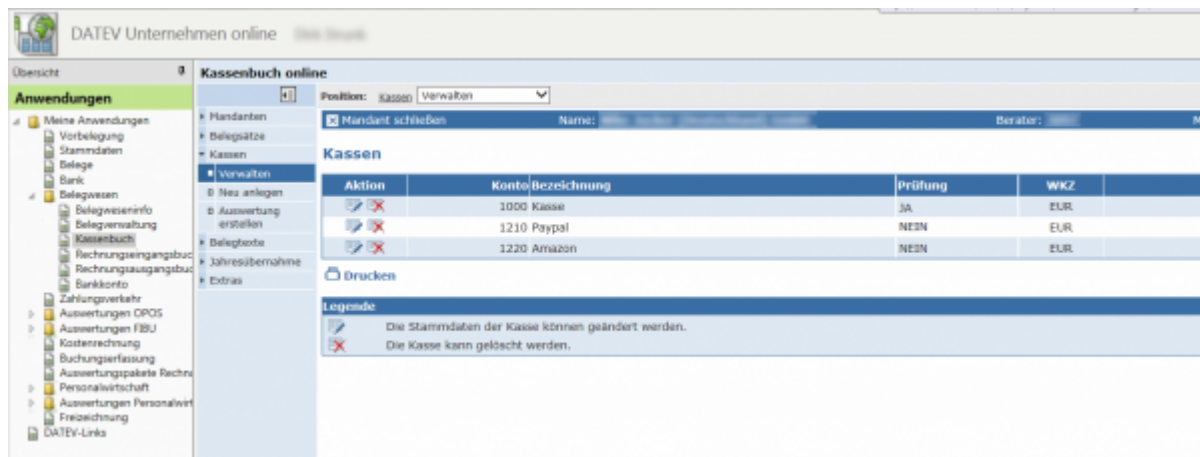 DATEV Unternehmen online
Übersicht
Anwendungen
Meine Anwendungen
Vorbelegung
Stammdaten
Belege
Bank
Belegwesen
Belegweseninfo
Belegverwaltung
Kassenbuch
Rechnungseingangsbuc
Rechnungsausgangsbuc
Bankkonto
Zahlungsverkehr
Auswertungen OPOS
Auswertungen FIBU
Kostenrechnung
Buchungserfassung
Auswertungspakete Rechnu
Personalwirtschaft
Auswertungen Personalwirt
Freizeichnung
DATEV-Links
Kassenbuch online
Mandanten
Belegsätze
Kassen
Verwalten
Neu anlegen
Auswertung
erstellen
Belegtexte
Jahresübernahme
Extras
Position: Kassen Verwalten
Mandant schließen Name: Berater: M
Kassen
Aktion Konto Bezeichnung Prüfung WKZ
1000 Kasse JA EUR
1210 Paypal NEIN EUR
1220 Amazon NEIN EUR
Drucken
Legende
Die Stammdaten der Kasse können geändert werden.
Die Kasse kann gelöscht werden.